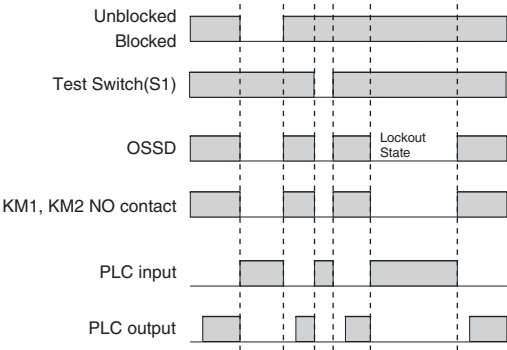 Unblocked
Blocked
Test Switch(S1)
OSSD
Lockout
State
KM1, KM2 NO contact
PLC input
PLC output